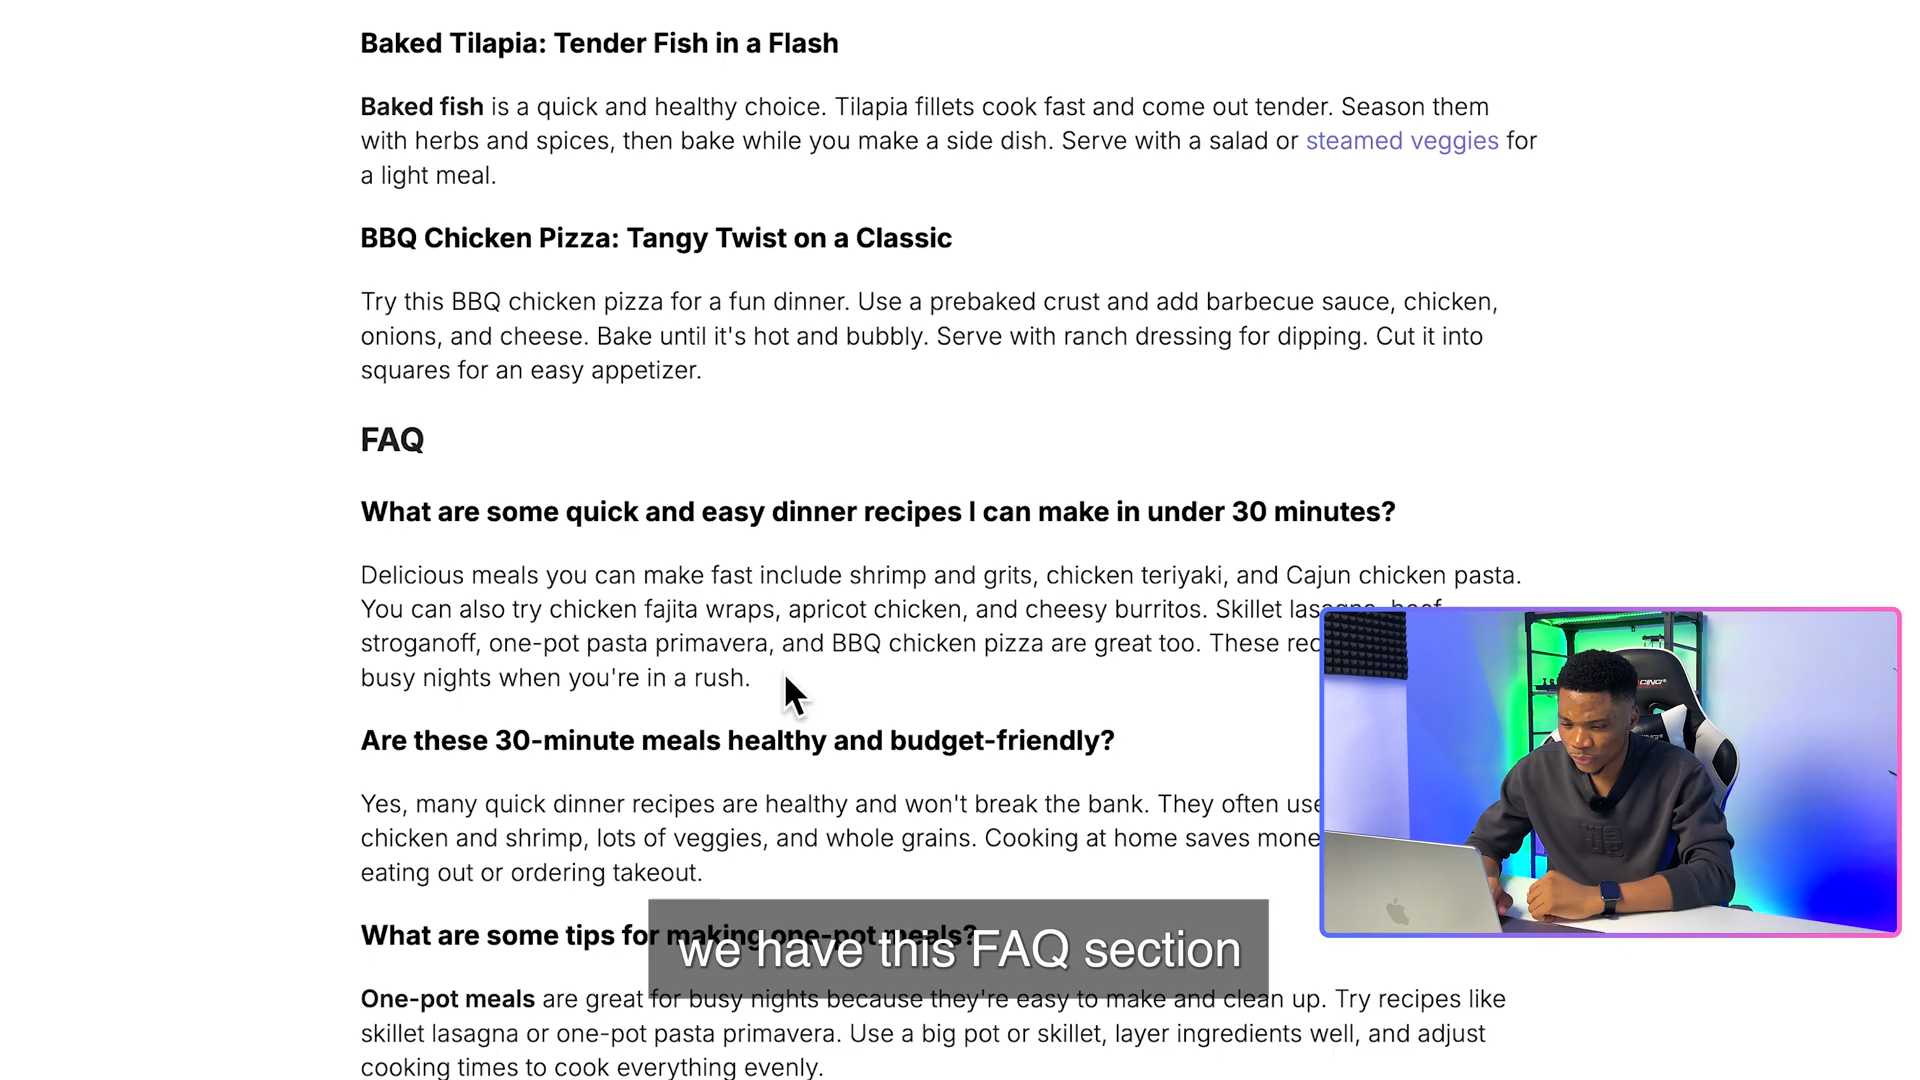 Baked Tilapia: Tender Fish in a Flash
Baked fish is a quick and healthy choice. Tilapia fillets cook fast and come out tender. Season them
with herbs and spices, then bake while you make a side dish. Serve with a salad or steamed veggies for
a light meal.
BBQ Chicken Pizza: Tangy Twist on a Classic
Try this BBQ chicken pizza for a fun dinner. Use a prebaked crust and add barbecue sauce, chicken,
onions, and cheese. Bake until it's hot and bubbly. Serve with ranch dressing for dipping. Cut it into
squares for an easy appetizer.
FAQ
What are some quick and easy dinner recipes I can make in under 30 minutes?
Delicious meals you can make fast include shrimp and grits, chicken teriyaki, and Cajun chicken pasta.
You can also try chicken fajita wraps, apricot chicken, and cheesy burritos. Skillet lasagna, beef
stroganoff, one-pot pasta primavera, and BBQ chicken pizza are great too. These
busy nights when you're in a rush.
Are these 30-minute meals healthy and budget-friendly?
Yes, many quick dinner recipes are healthy and won't break the bank. They often use
chicken and shrimp, lots of veggies, and whole grains. Cooking at home saves
eating out or ordering takeout.
What are some tips for making one-pot meals?
we have this FAQ section
One-pot meals are great for busy nights because they're easy to make and clean up. Try recipes like
skillet lasagna or one-pot pasta primavera. Use a big pot or skillet, layer ingredients well, and adjust
cooking times to cook everything evenly.